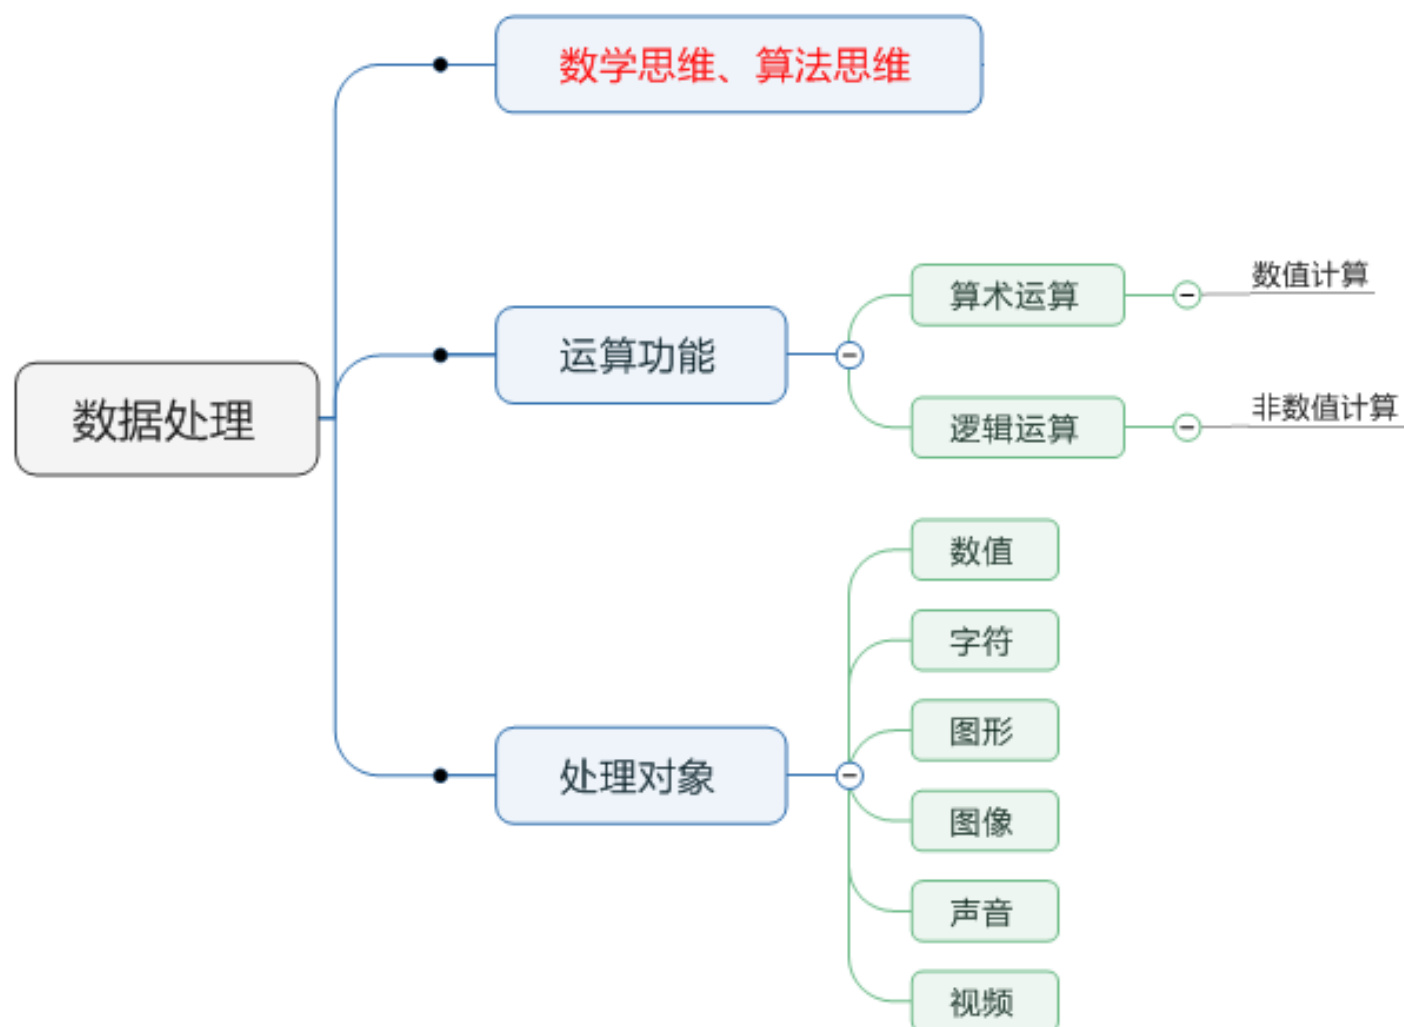 数学思维、算法思维
数据处理
运算功能
算术运算
数值计算
逻辑运算
非数值计算
处理对象
数值
字符
图形
图像
声音
视频